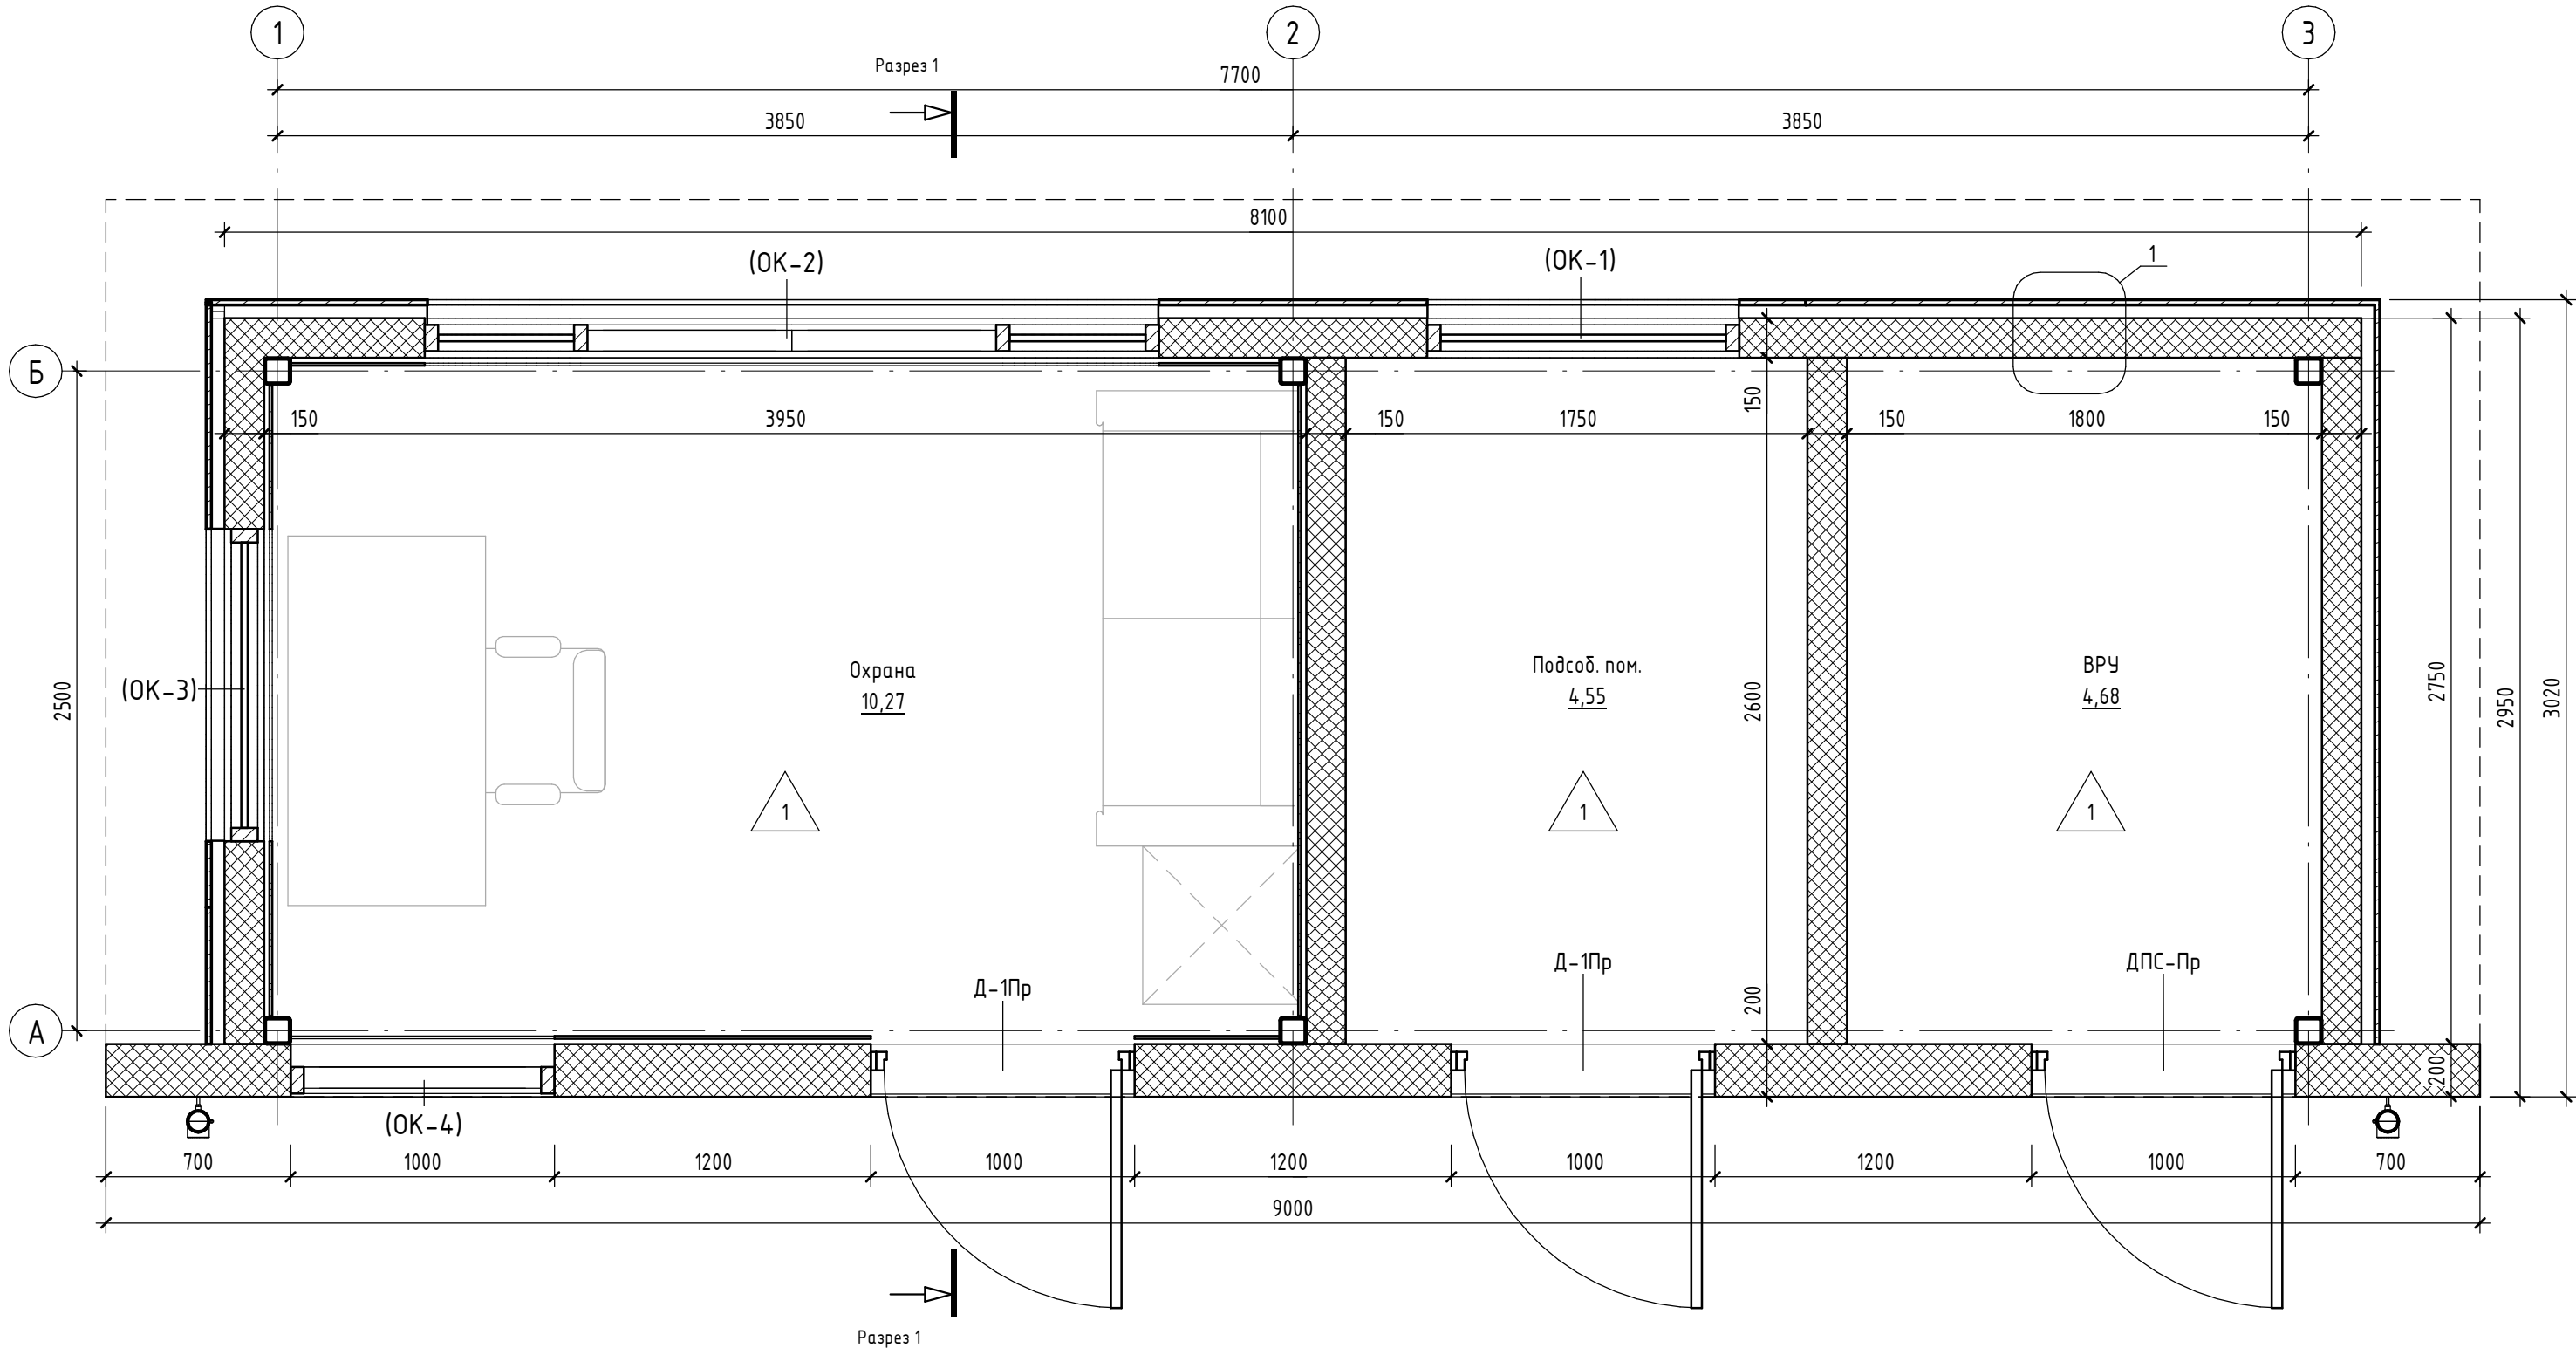 1
2
3
Разрез 1
7700
3850
3850
8100
(ОК-2)
(ОК-1)
1
Б
150
3950
150
1750
150
150
1800
150
2500
(ОК-3)
Охрана
10,27
Подсоб. пом.
4,55
2600
ВРУ
4,68
2750
2950
3020
1
1
1
Д-1Пр
Д-1Пр
ДПС-Пр
200
А
200
(ОК-4)
700
1000
1200
1000
1200
1000
1200
1000
700
9000
Разрез 1